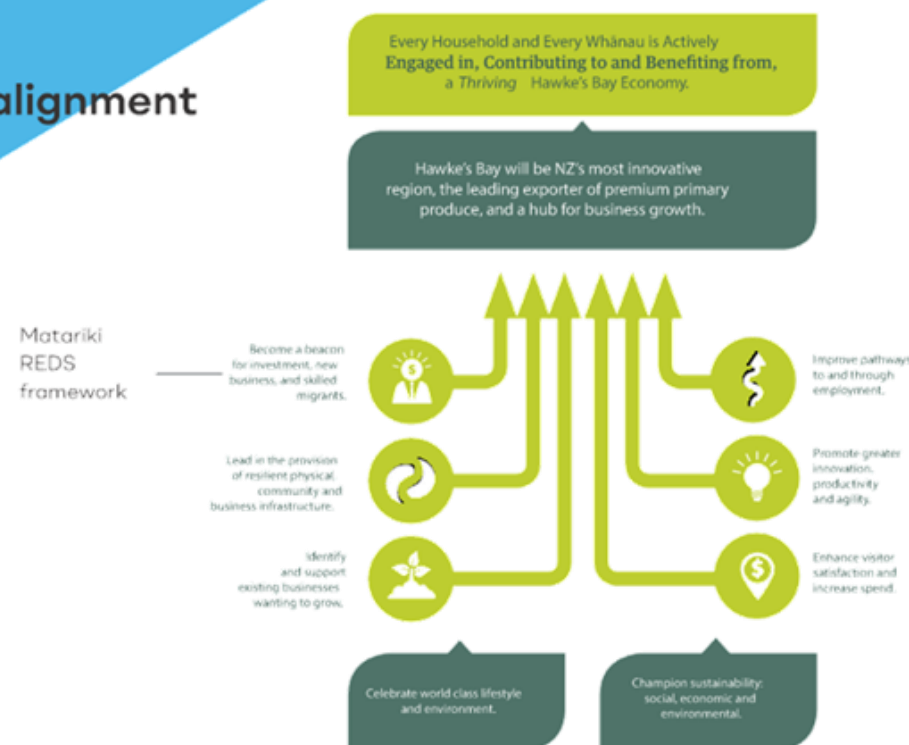 alignment
Every Household and Every Whānau is Actively
Engaged in, Contributing to and Benefiting from,
a Thriving Hawke's Bay Economy.
Hawke's Bay will be NZ's most innovative
region, the leading exporter of premium primary
produce, and a hub for business growth.
Matariki
REDS
framework
Become a beacon
for investment, new
business, and skilled
migrants.
Lead in the provision
of resilient physical,
community and
business infrastructure.
Identify
and support
existing businesses
wanting to grow.
Improve pathways
to and through
employment.
Promote greater
innovation,
productivity
and agility.
Enhance visitor
satisfaction and
increase spend.
Celebrate world class lifestyle
and environment.
Champion sustainability:
social, economic and
environmental.